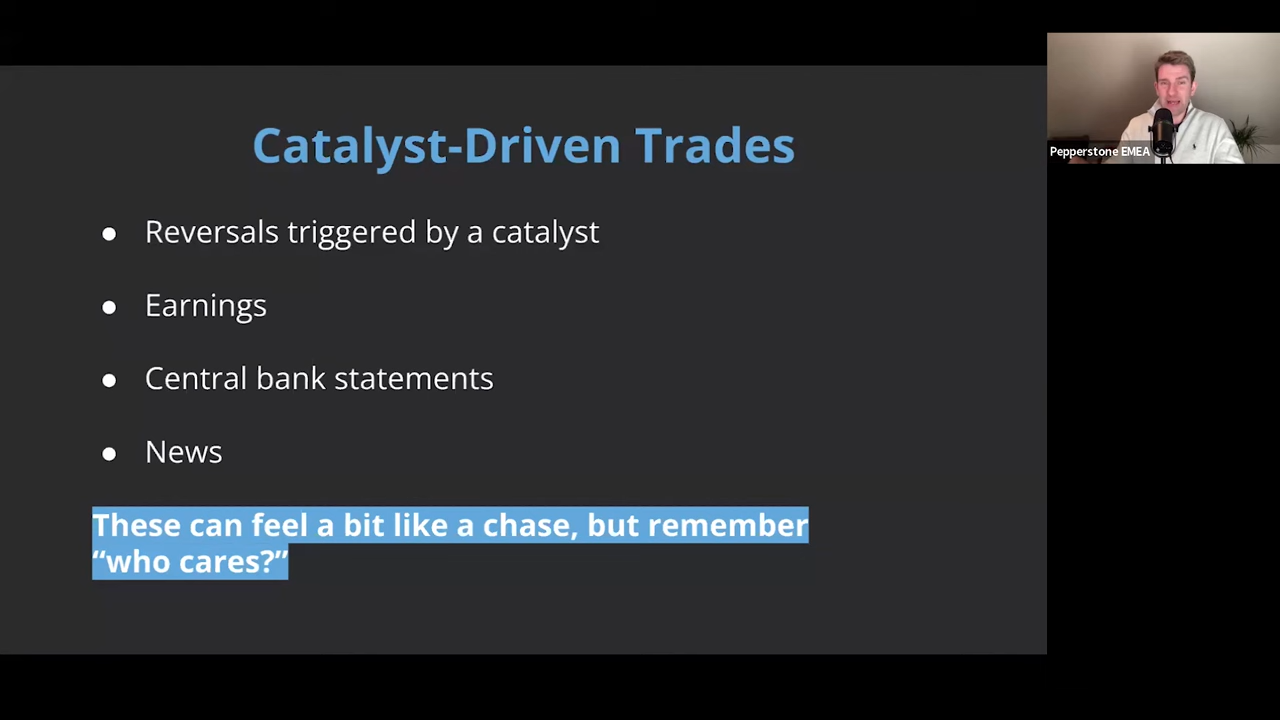 Catalyst-Driven Trades
● Reversals triggered by a catalyst
● Earnings
● Central bank statements
● News
These can feel a bit like a chase, but remember
“who cares?”
Pepperstone EMEA